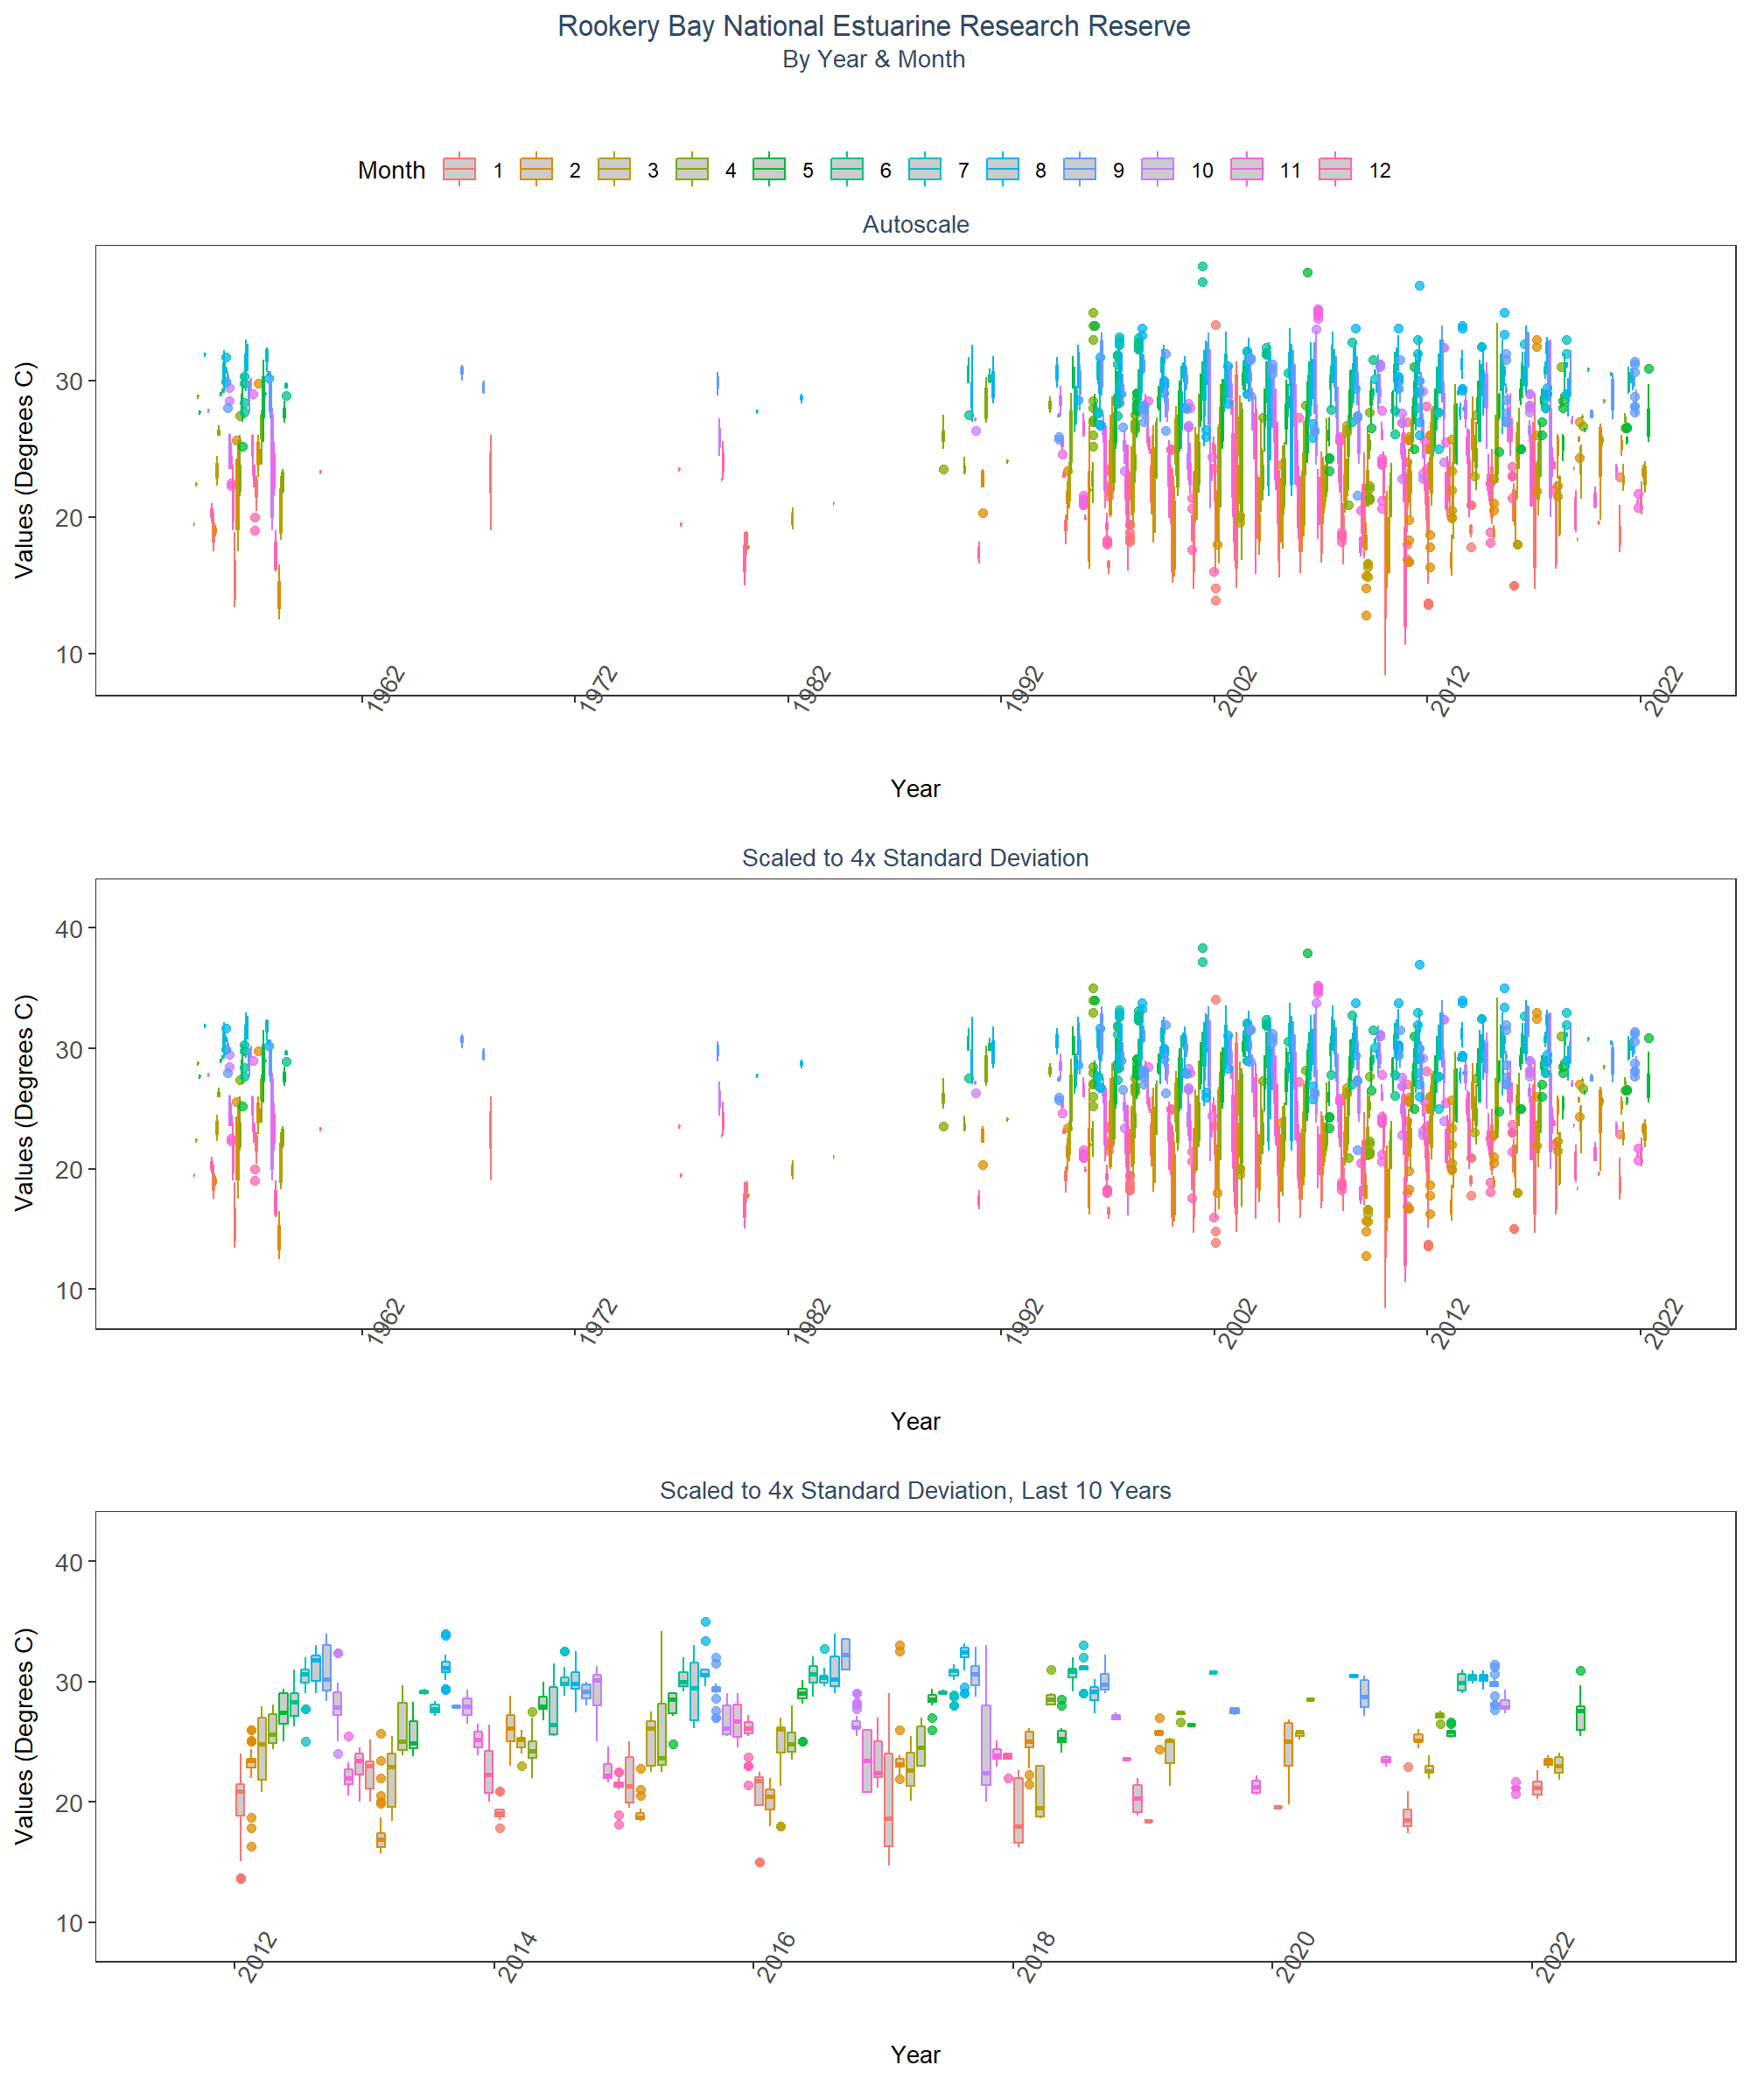 Rookery Bay National Estuarine Research Reserve
By Year & Month
Month 1 2 3 4 5 6 7 8 9 10 11 12
Autoscale
Values (Degrees C)
30
20
10
1962 1972 1982 1992 2002 2012 2022
Year
Scaled to 4x Standard Deviation
Values (Degrees C)
40
30
20
10
1962 1972 1982 1992 2002 2012 2022
Year
Scaled to 4x Standard Deviation, Last 10 Years
Values (Degrees C)
40
30
20
10
2012 2014 2016 2018 2020 2022
Year